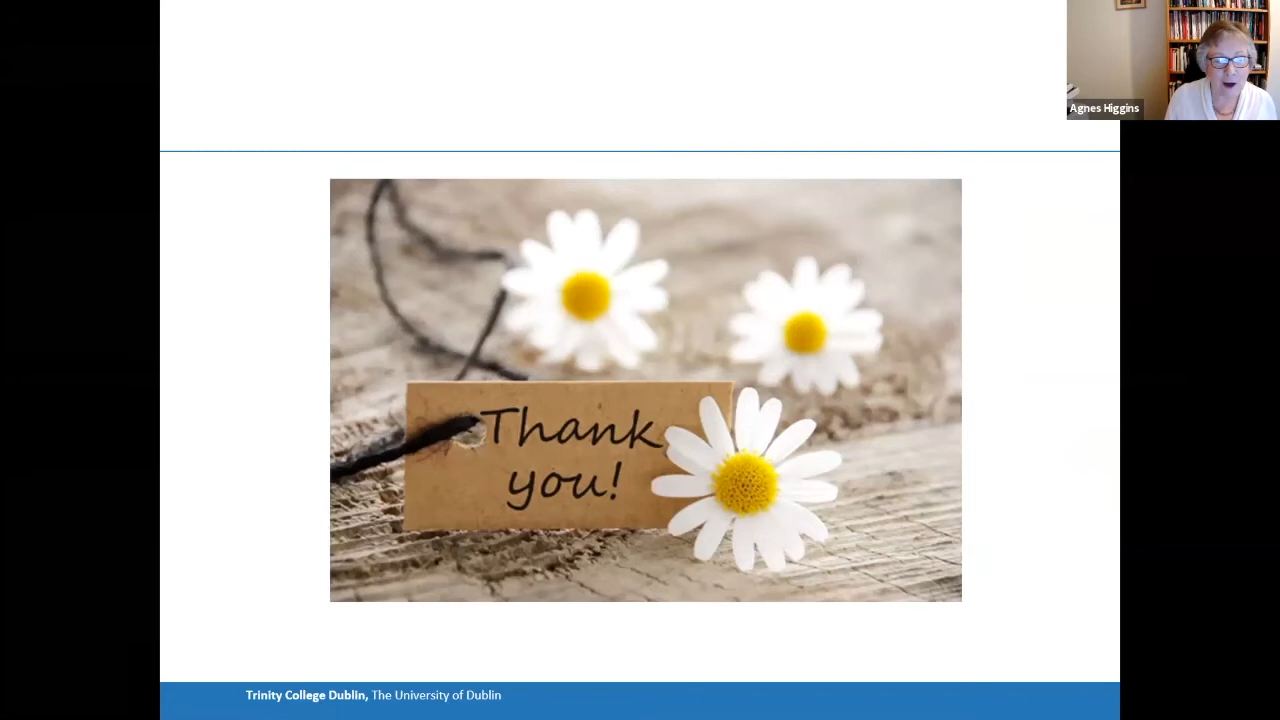 Agnes Higgins
Thank
you!
Trinity College Dublin, The University of Dublin